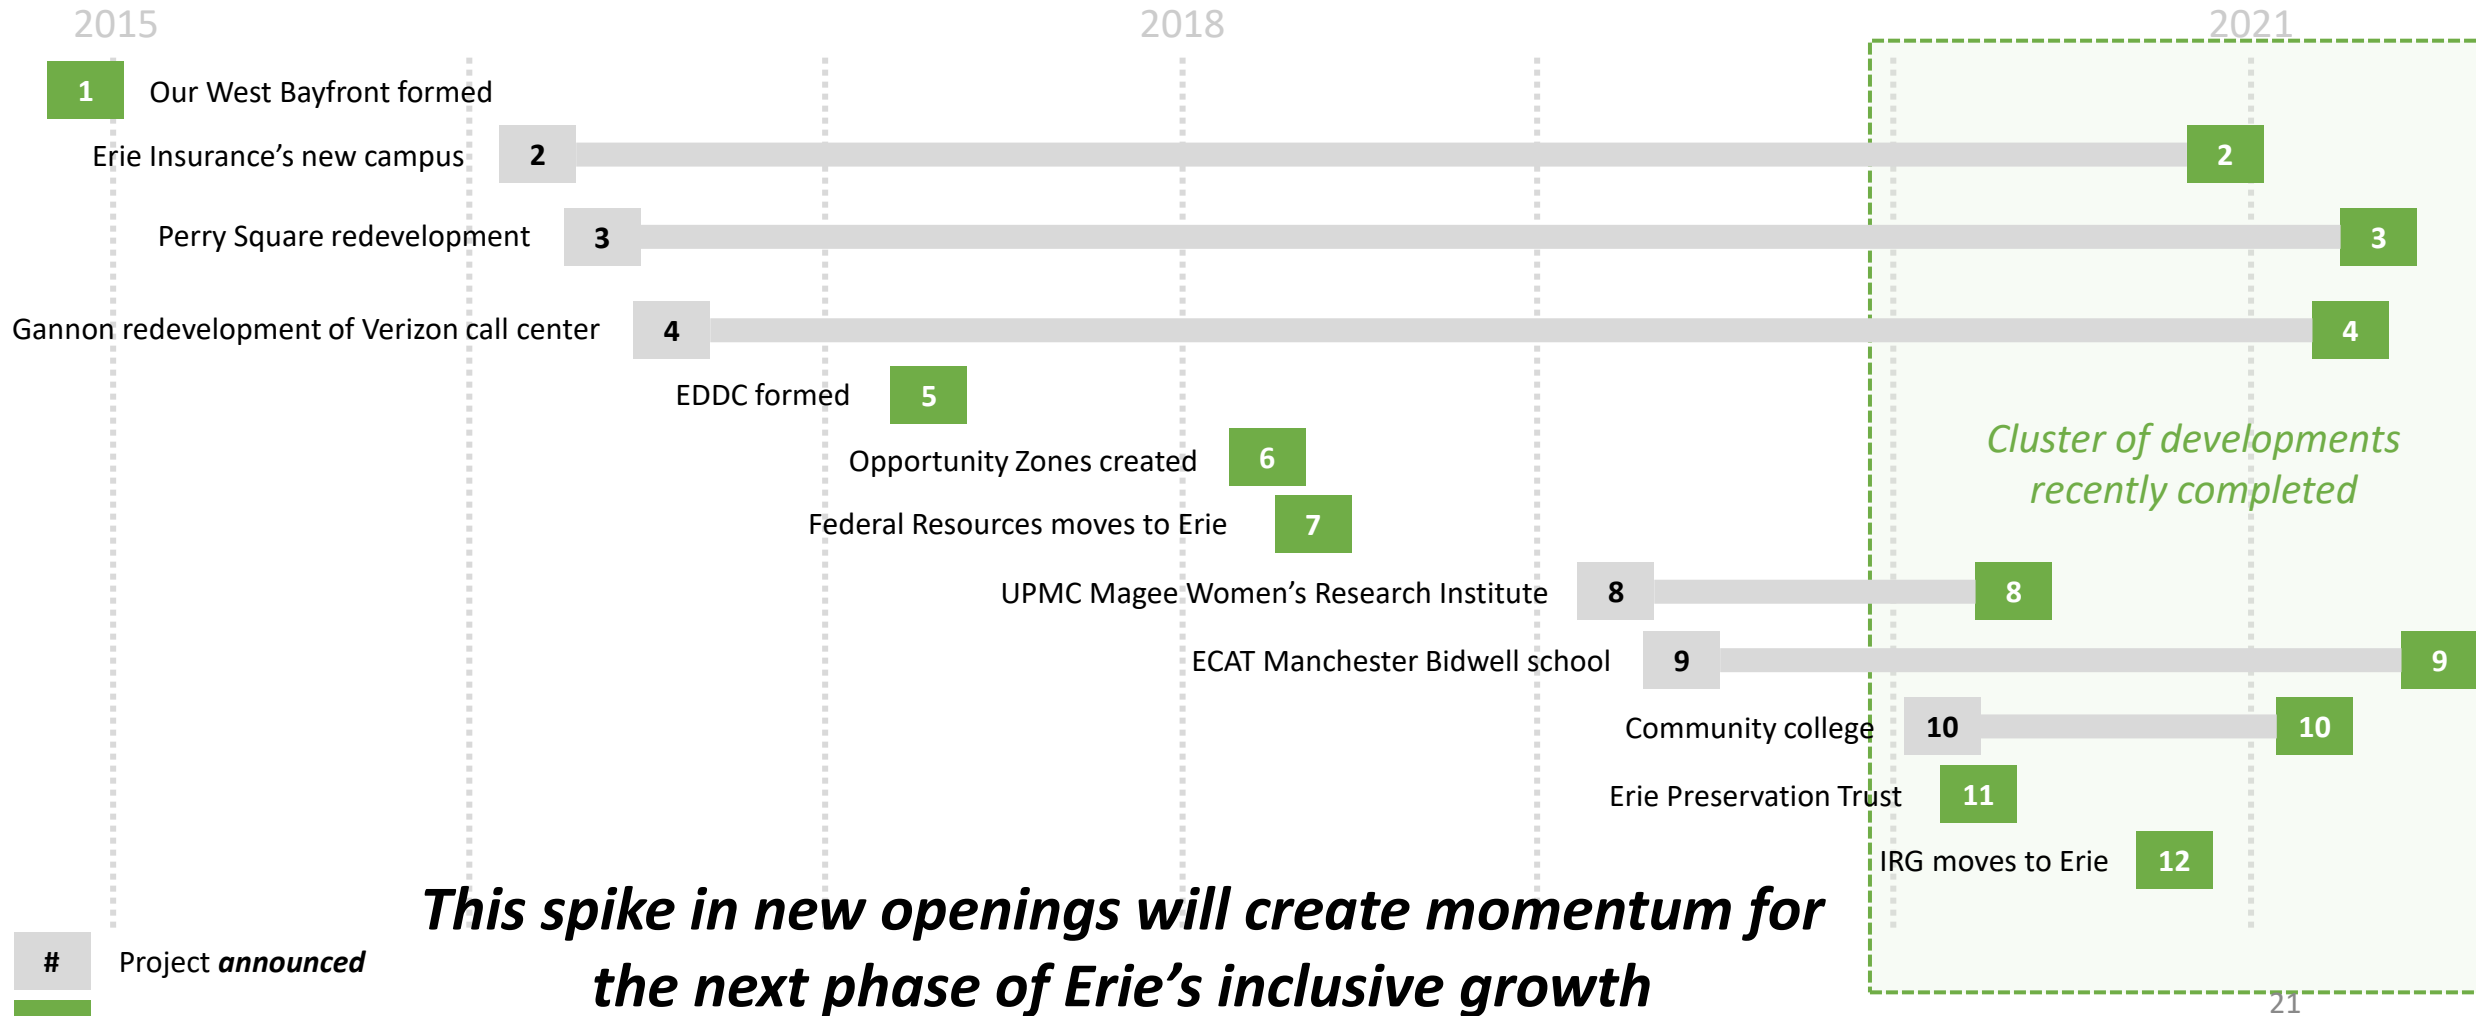 2015 2018 2021
1 Our West Bayfront formed
Erie Insurance’s new campus 2 2
Perry Square redevelopment 3 3
Gannon redevelopment of Verizon call center 4 4
EDDC formed 5
Cluster of developments
Opportunity Zones created 6
recently completed
Federal Resources moves to Erie 7
UPMC Magee Women’s Research Institute 8 8
ECAT Manchester Bidwell school 9 9
Community college 10 10
Erie Preservation Trust 11
IRG moves to Erie 12
This spike in new openings will create momentum for
# Project announced
the next phase of Erie’s inclusive growth
21